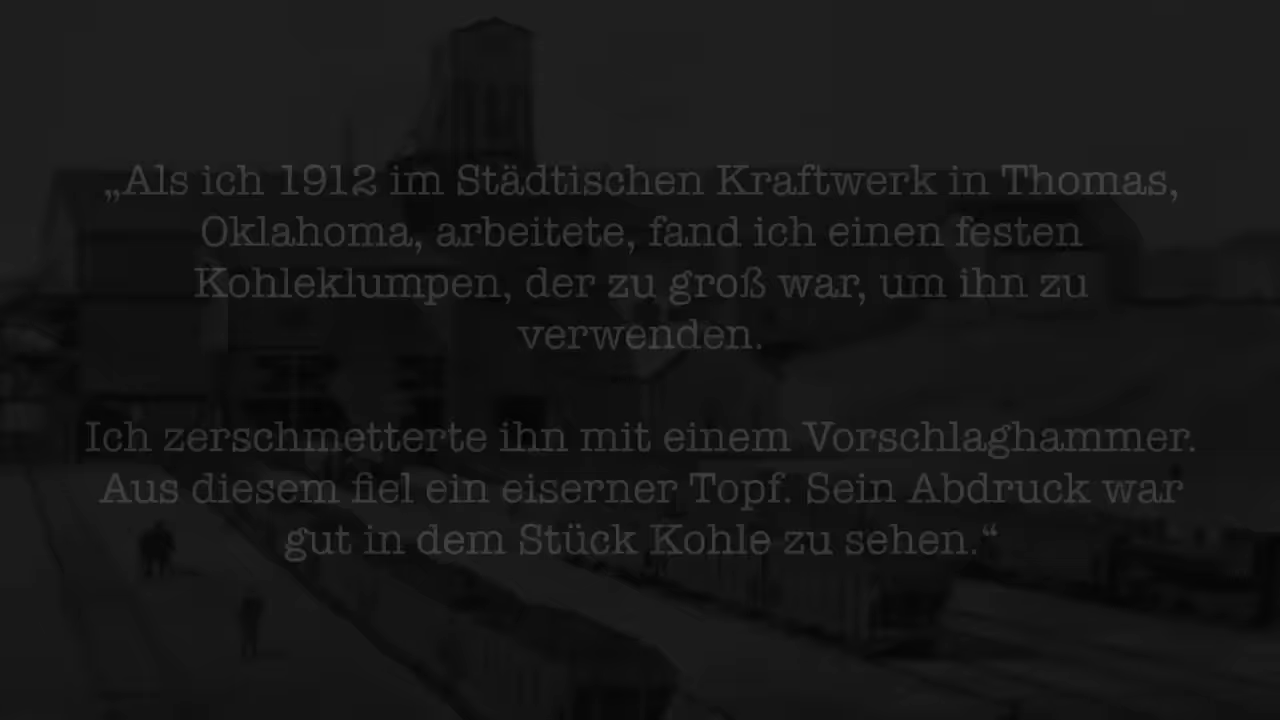 „Als ich 1912 im Städtischen Kraftwerk in Thomas,
Oklahoma, arbeitete, fand ich einen festen
Kohleklumpen, der zu groß war, um ihn zu
verwenden.
Ich zerschmetterte ihn mit einem Vorschlaghammer.
Aus diesem fiel ein eiserner Topf. Sein Abdruck war
gut in dem Stück Kohle zu sehen.“